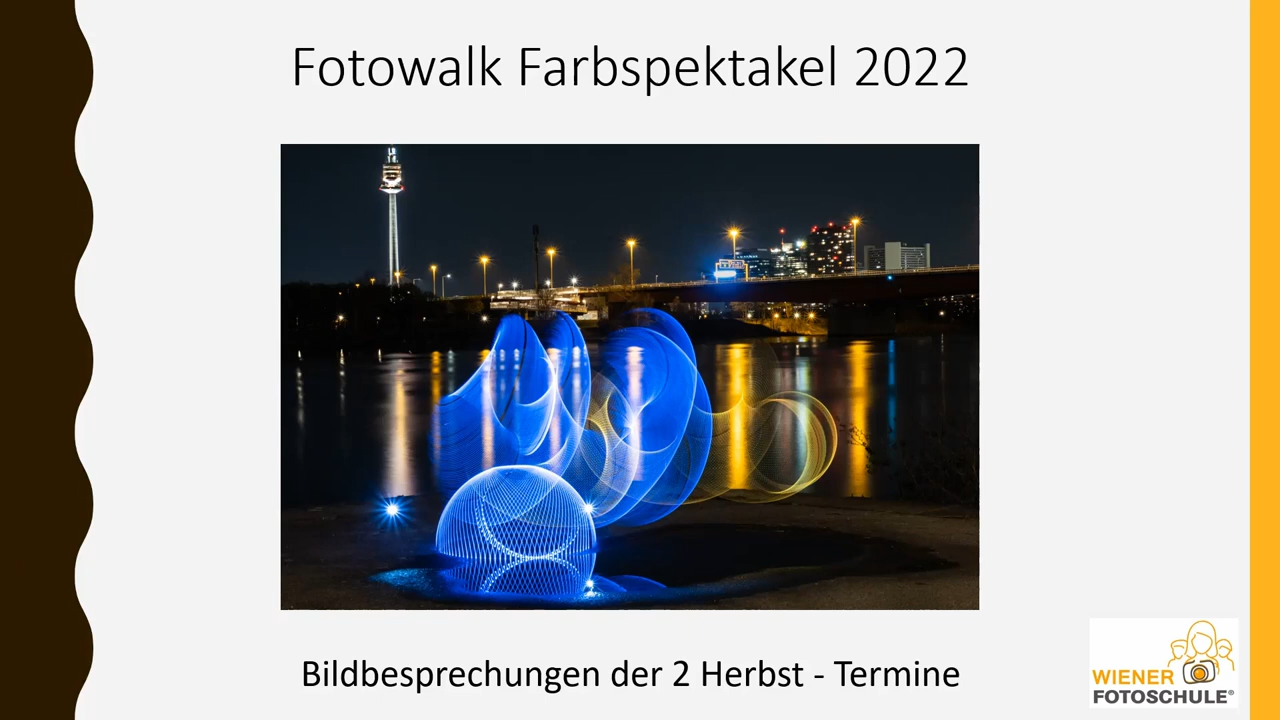 Fotowalk Farbspektakel 2022
Bildbesprechungen der 2 Herbst - Termine
WIENER
FOTOSCHULE®